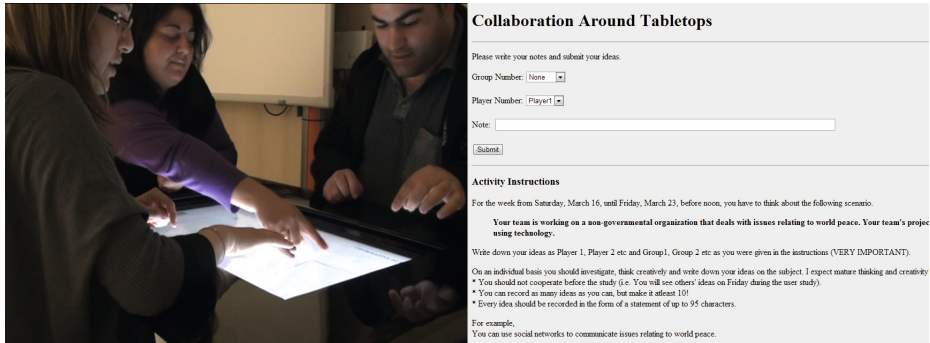 Collaboration Around Tabletops
Please write your notes and submit your ideas.
Group Number: None
Player Number: Player1
Note:
Submit
Activity Instructions
For the week from Saturday, March 16, until Friday, March 23, before noon, you have to think about the following scenario.
Your team is working on a non-governmental organization that deals with issues relating to world peace. Your team's projec
using technology.
Write down your ideas as Player 1, Player 2 etc and Group1, Group 2 etc as you were given in the instructions (VERY IMPORTANT).
On an individual basis you should investigate, think creatively and write down your ideas on the subject. I expect mature thinking and creativity
* You should not cooperate before the study (i.e. You will see others' ideas on Friday during the user study).
* You can record as many ideas as you can, but make it atleast 10!
* Every idea should be recorded in the form of a statement of up to 95 characters.
For example,
You can use social networks to communicate issues relating to world peace.